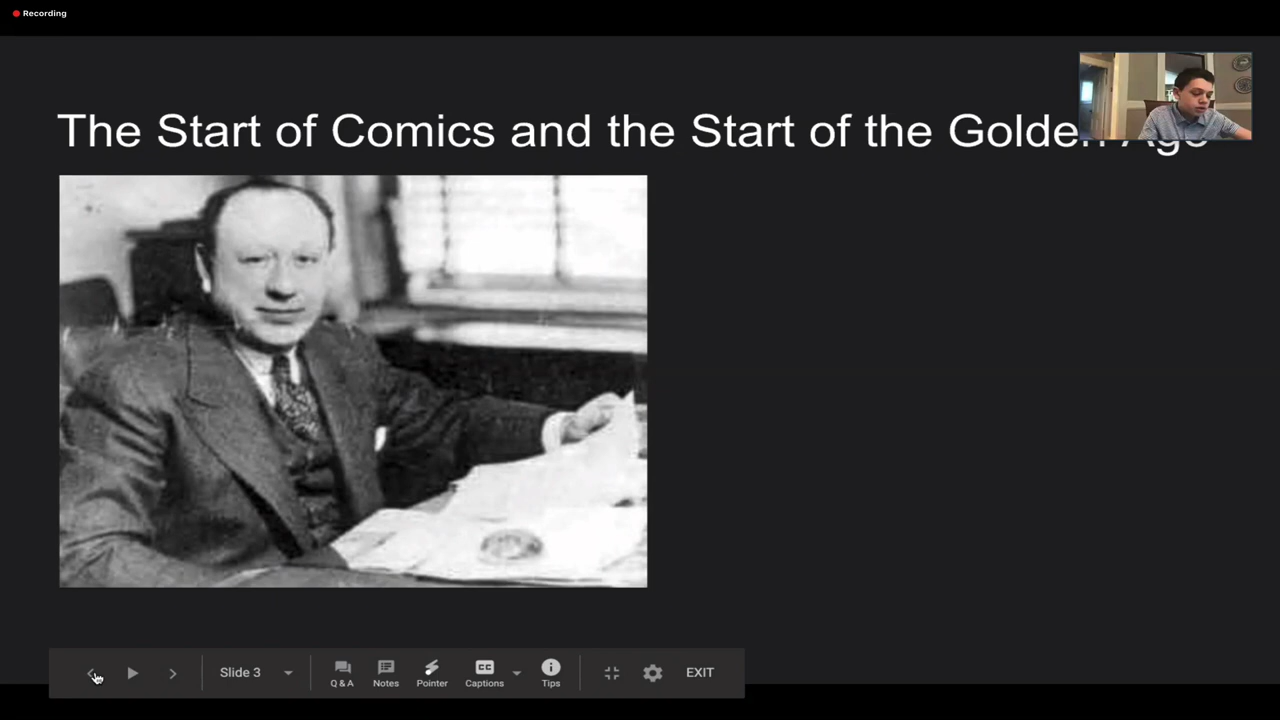 Recording
The Start of Comics and the Start of the Golden Age
Slide 3
Q & A
Notes
Pointer
CC
Captions
Tips
EXIT